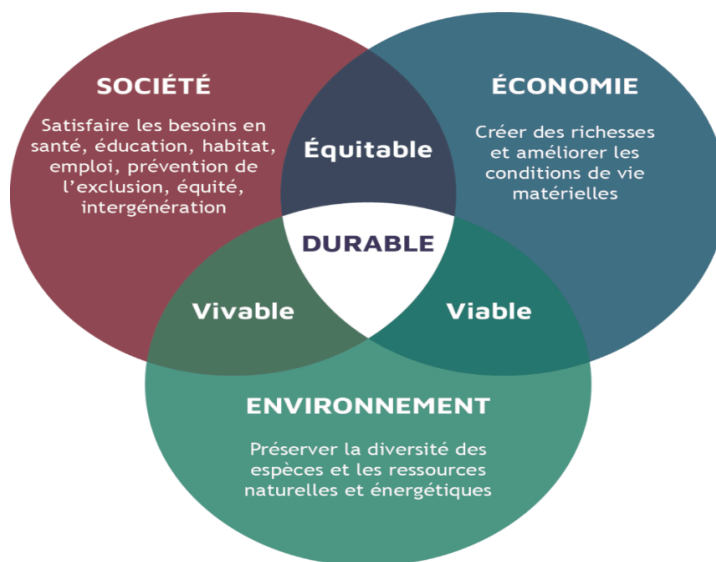 SOCIÉTÉ
Satisfaire les besoins en
santé, éducation, habitat,
emploi, prévention de
l'exclusion, équité,
intergénération
Équitable
ÉCONOMIE
Créer des richesses
et améliorer les
conditions de vie
matérielles
DURABLE
Vivable
Viable
ENVIRONNEMENT
Préserver la diversité des
espèces et les ressources
naturelles et énergétiques